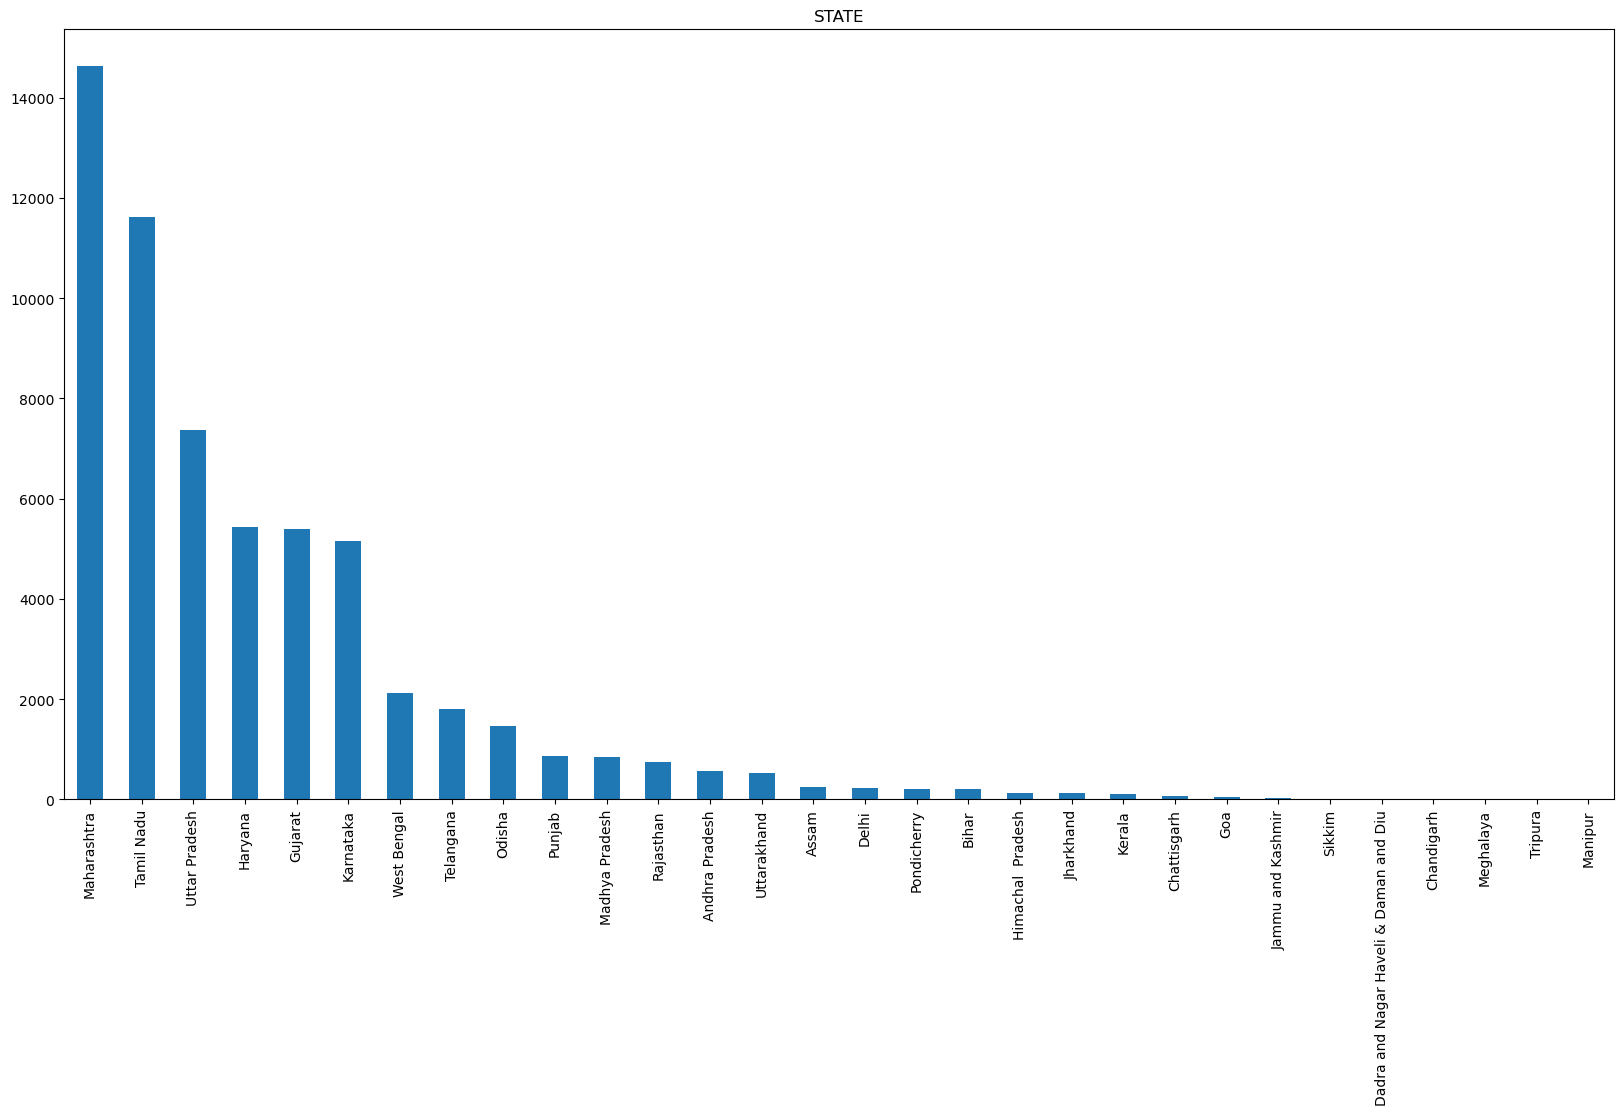 STATE
14000
12000
10000
8000
6000
4000
2000
0
Maharashtra
Tamil Nadu
Uttar Pradesh
Haryana
Gujarat
Karnataka
West Bengal
Telangana
Odisha
Punjab
Madhya Pradesh
Rajasthan
Andhra Pradesh
Uttarakhand
Assam
Delhi
Pondicherry
Bihar
Himachal  Pradesh
Jharkhand
Kerala
Chattisgarh
Goa
Jammu and Kashmir
Sikkim
Dadra and Nagar Haveli & Daman and Diu
Chandigarh
Meghalaya
Tripura
Manipur